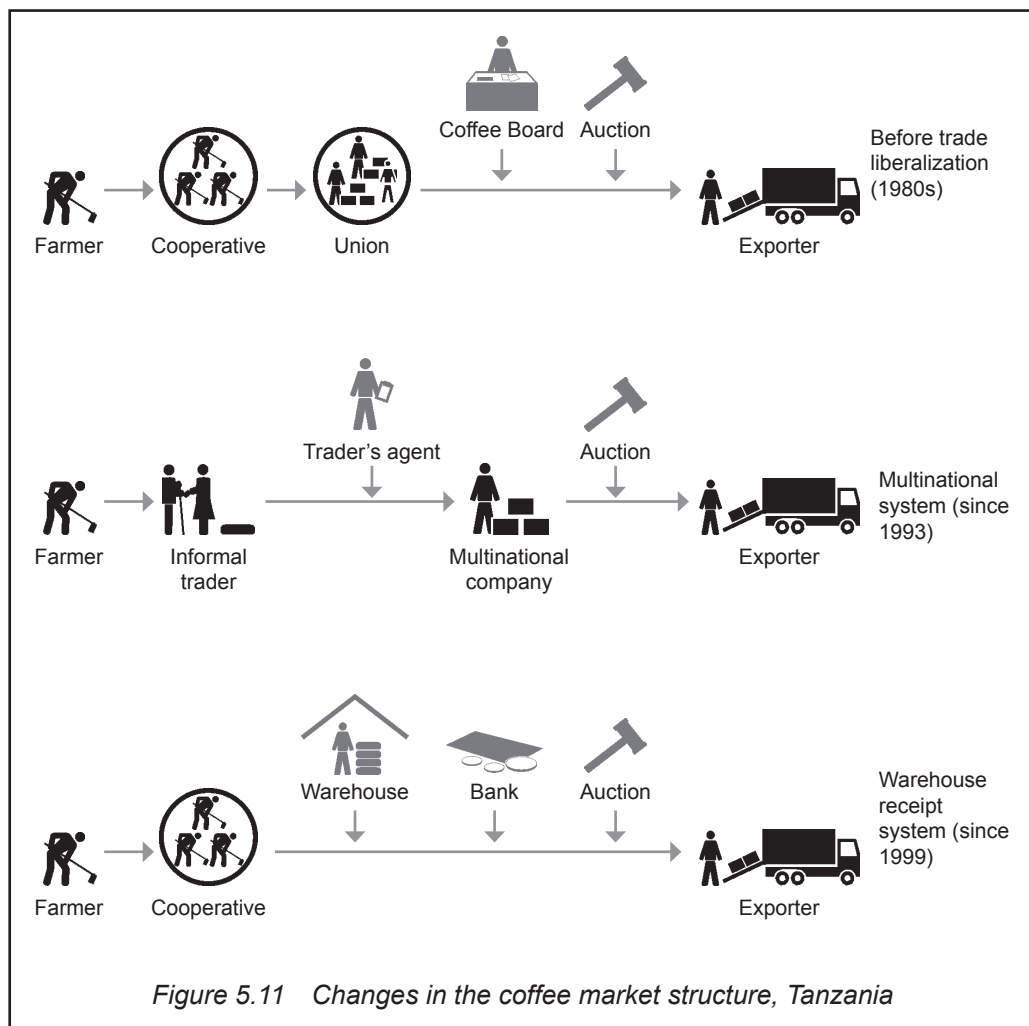 Coffee Board
Auction
Before trade
liberalization
(1980s)
Farmer
Cooperative
Union
Exporter
Trader's agent
Auction
Multinational
system (since
1993)
Farmer
Informal
trader
Multinational
company
Exporter
Warehouse
Bank
Auction
Warehouse
receipt
system (since
1999)
Farmer
Cooperative
Exporter
Figure 5.11 Changes in the coffee market structure, Tanzania